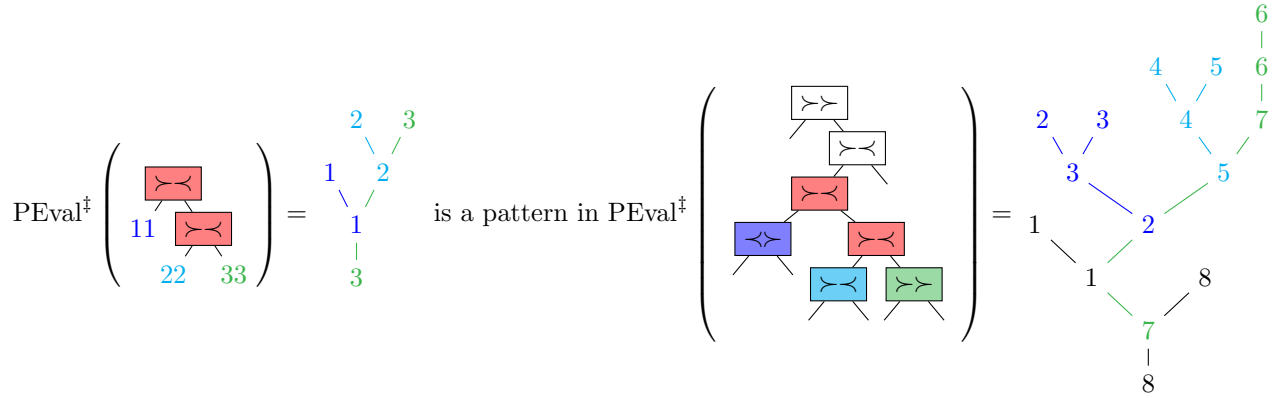 6
4 5 6
2 3 4 7
2 3
1 2 3 5
PEval‡ ( 11 ) = 1 is a pattern in PEval‡ ( ) = 1 2
22 33 3 1 8
7
8